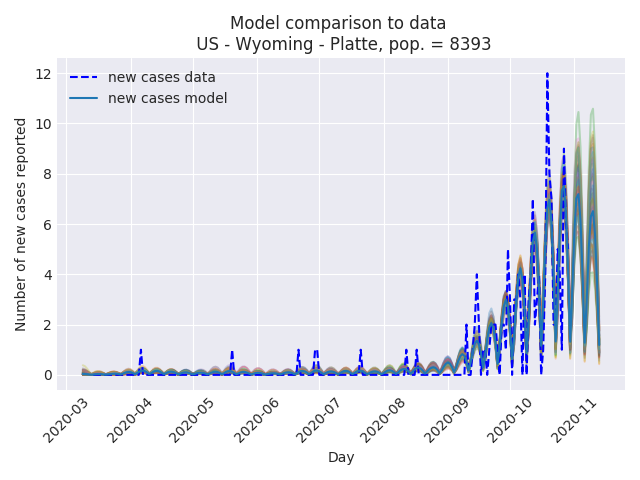 Model comparison to data
US - Wyoming - Platte, pop. = 8393
new cases data
new cases model
Number of new cases reported
12
10
8
6
4
2
0
2020-03
2020-04
2020-05
2020-06
2020-07
2020-08
2020-09
2020-10
2020-11
Day